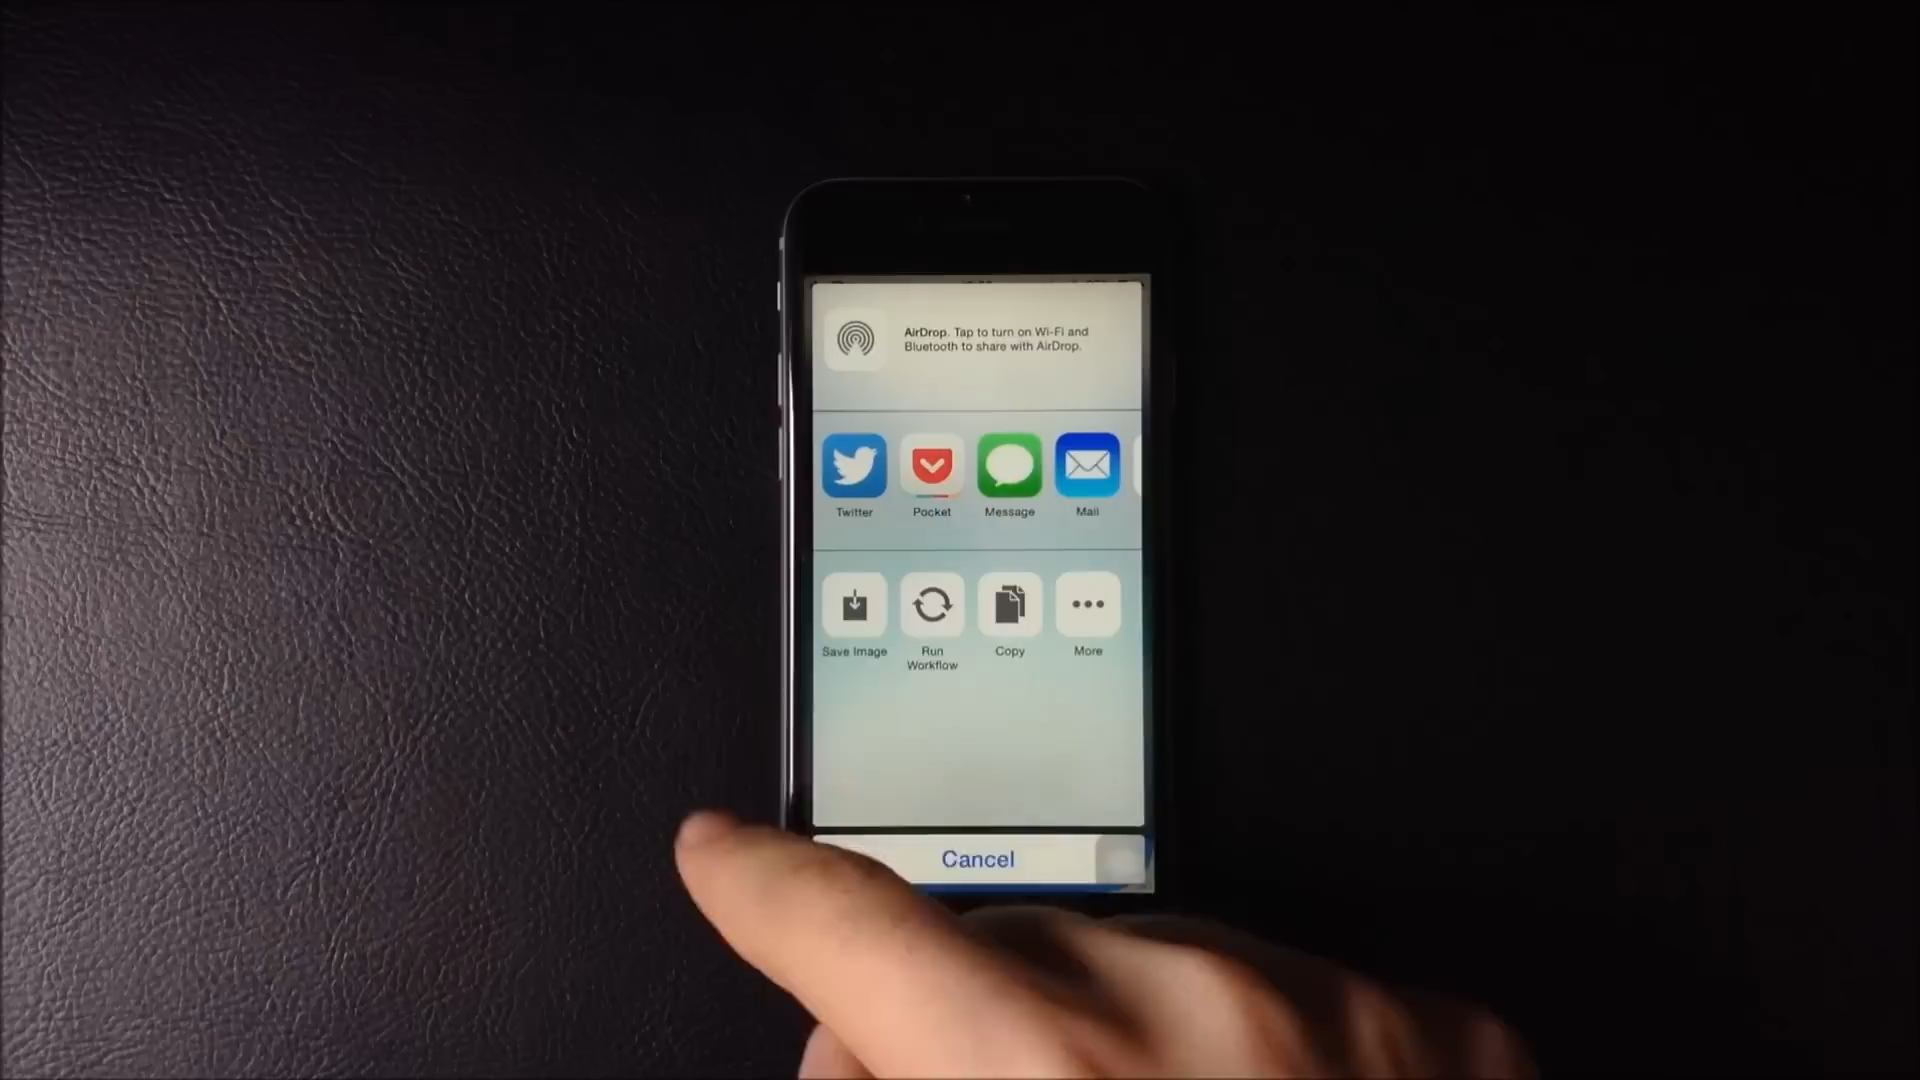 AirDrop. Tap to turn on Wi-Fi and
Bluetooth to share with AirDrop.
Twitter
Pocket
Message
Mail
Save Image
Run
Workflow
Copy
More
Cancel